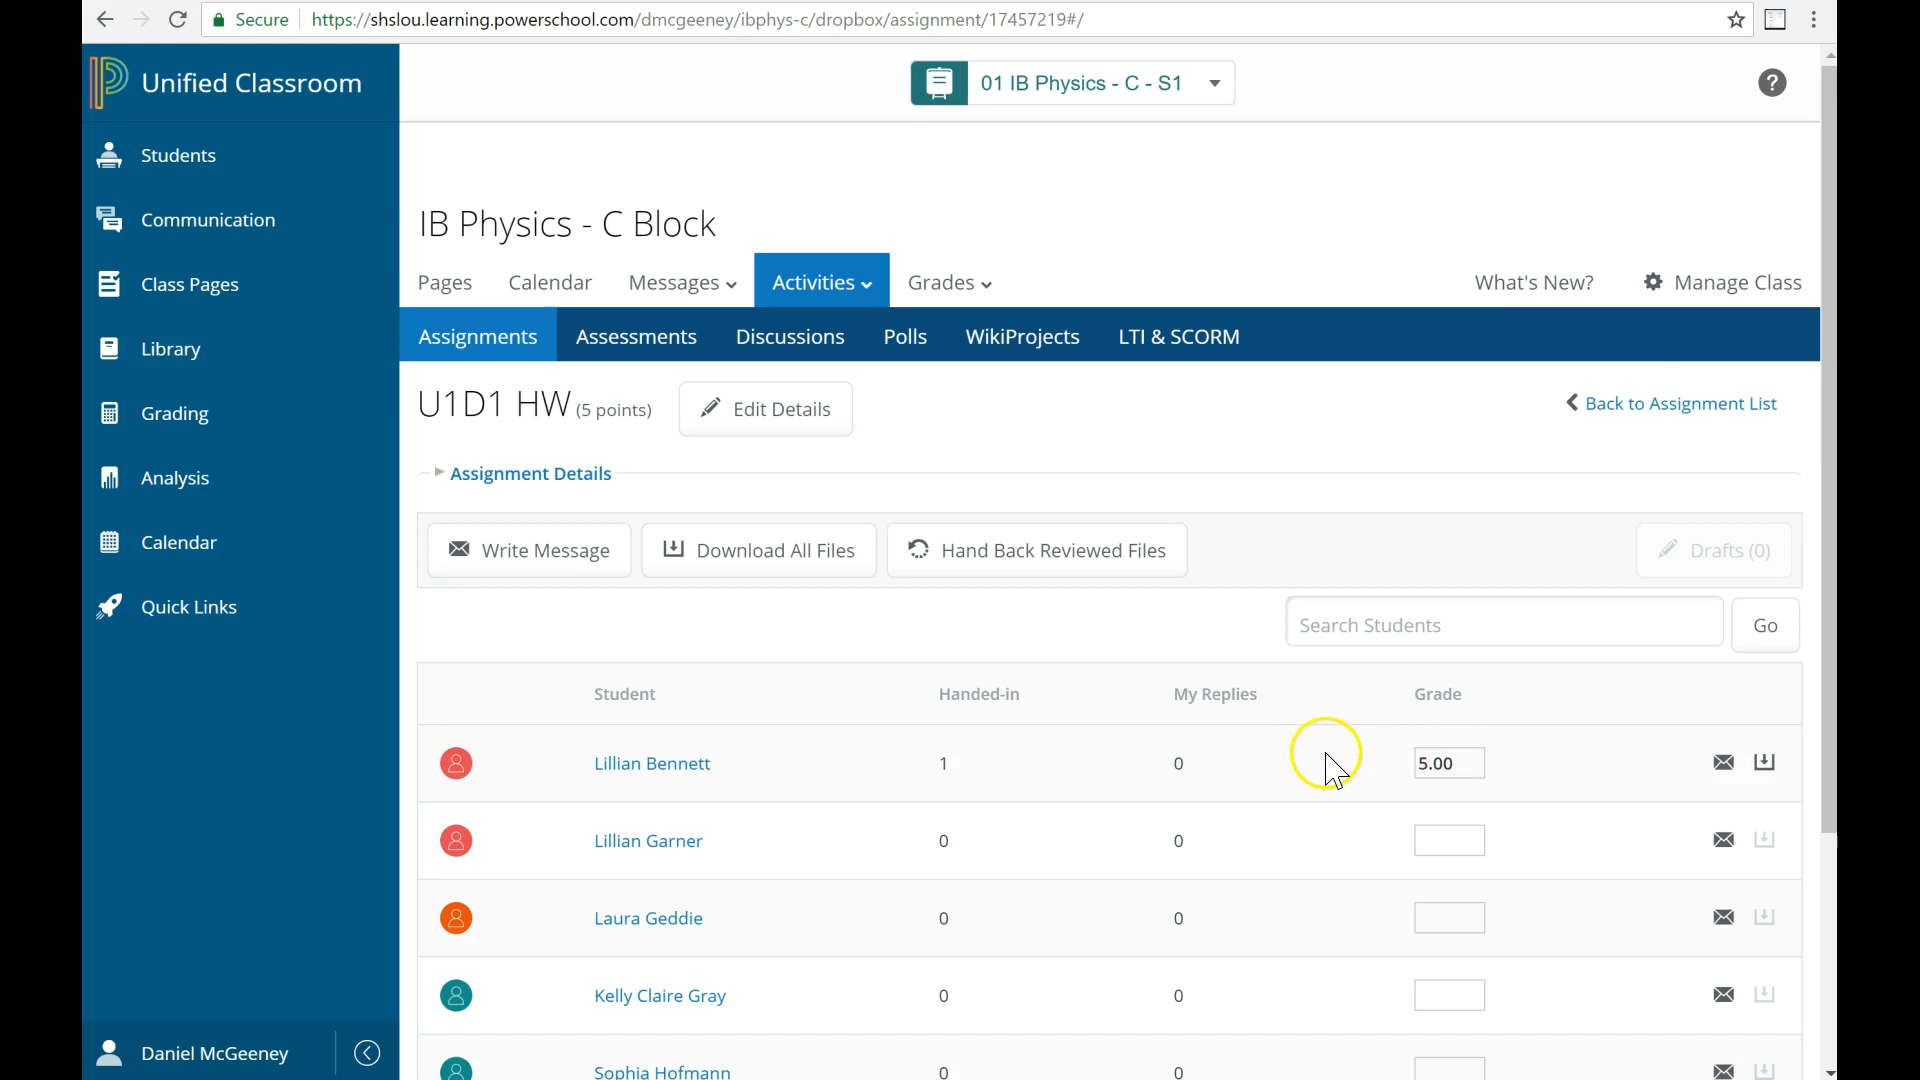 Secure https://shslou.learning.powerschool.com/dmcgeeney/ibphys-c/dropbox/assignment/17457219#/
Unified Classroom
01 IB Physics - C - S1
?
Students
Communication
Class Pages
Library
Grading
Analysis
Calendar
Quick Links
Daniel McGeeney
IB Physics - C Block
Pages Calendar Messages Activities Grades What's New? Manage Class
Assignments Assessments Discussions Polls WikiProjects LTI & SCORM
U1D1 HW (5 points) Edit Details Back to Assignment List
Assignment Details
Write Message Download All Files Hand Back Reviewed Files Drafts (0)
Search Students Go
Student Handed-in My Replies Grade
Lillian Bennett 1 0 5.00
Lillian Garner 0 0
Laura Geddie 0 0
Kelly Claire Gray 0 0
Sophia Hofmann 0 0